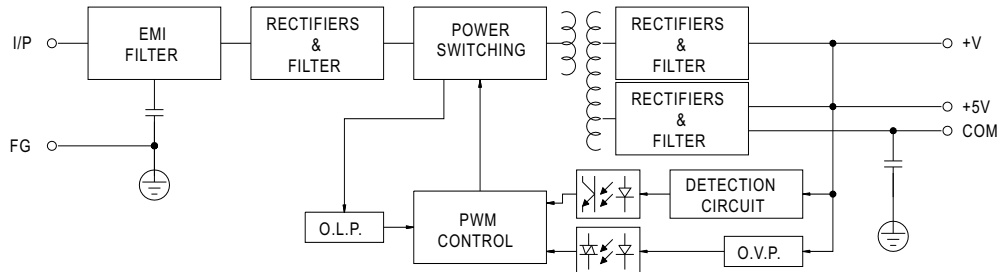 I/P
EMI
FILTER
RECTIFIERS
&
FILTER
POWER
SWITCHING
RECTIFIERS
&
FILTER
+V
RECTIFIERS
&
FILTER
+5V
COM
FG
O.L.P.
PWM
CONTROL
DETECTION
CIRCUIT
O.V.P.